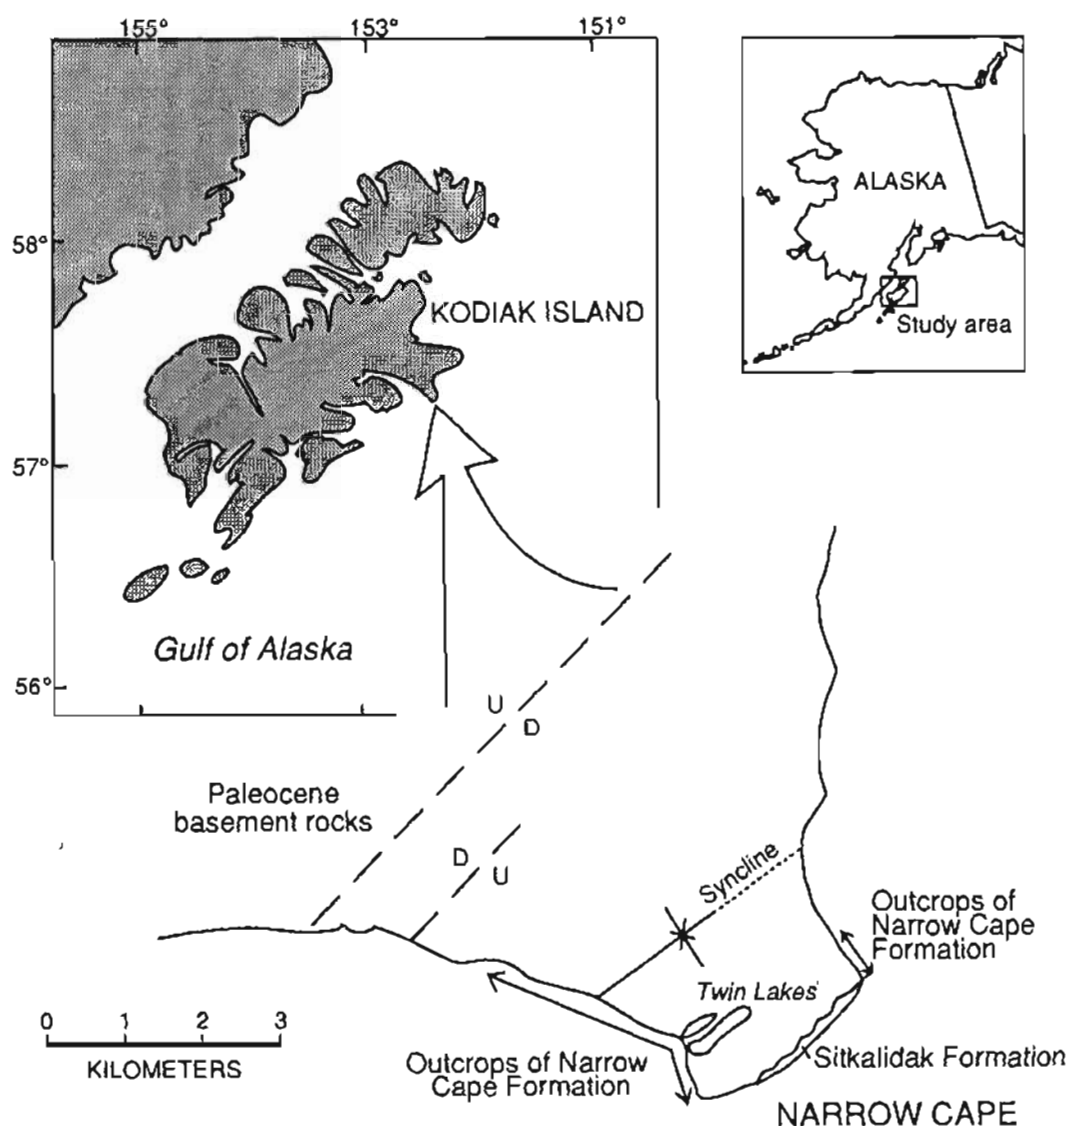 155°
153°
151°
58°
57°
56°
KODIAK ISLAND
Gulf of Alaska
ALASKA
Study area
U
D
Paleocene
basement rocks
D
U
Syncline
Outcrops of
Narrow Cape
Formation
Twin Lakes
0 1 2 3
KILOMETERS
Outcrops of Narrow
Cape Formation
Sitkalidak Formation
NARROW CAPE